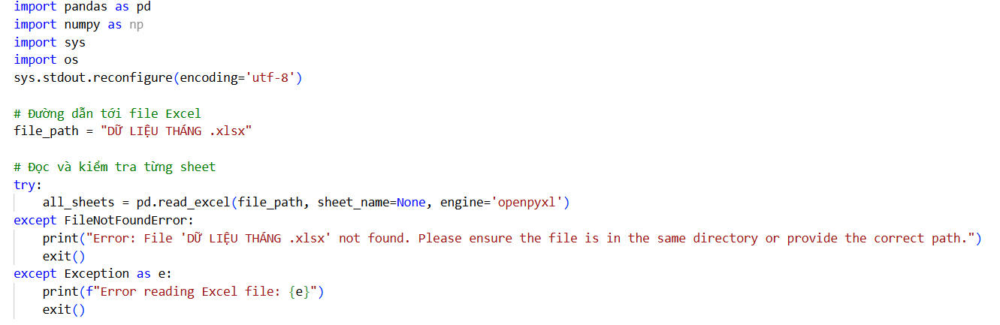 import pandas as pd
import numpy as np
import sys
import os
sys.stdout.reconfigure(encoding='utf-8')
# Đường dẫn tới file Excel
file_path = "DỮ LIỆU THÁNG .xlsx"
# Đọc và kiểm tra từng sheet
try:
    all_sheets = pd.read_excel(file_path, sheet_name=None, engine='openpyxl')
except FileNotFoundError:
    print("Error: File 'DỮ LIỆU THÁNG .xlsx' not found. Please ensure the file is in the same directory or provide the correct path.")
    exit()
except Exception as e:
    print(f"Error reading Excel file: {e}")
    exit()